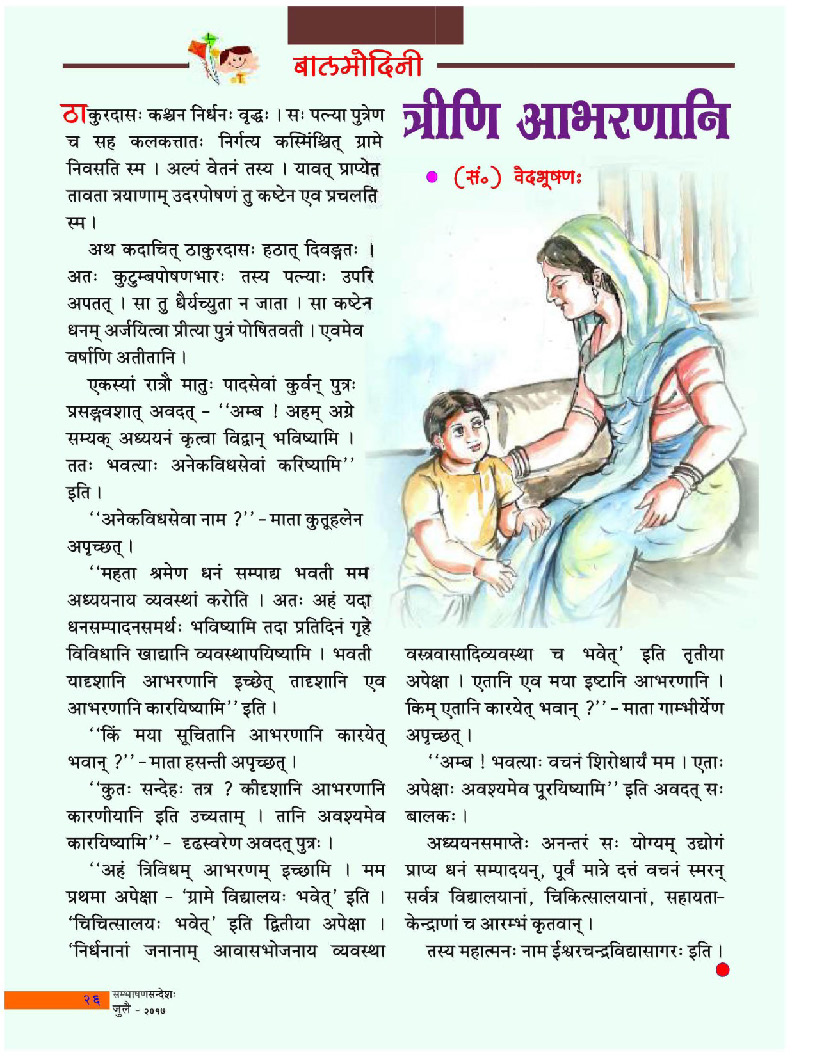 बालमोदिनी
त्रीणि आभरणानि
• (सं०) वेदभूषणः
ठाकुरदासः कश्चन निर्धनः वृद्धः । सः पत्न्या पुत्रेण
च सह कलकत्तातः निर्गत्य कस्मिंश्चित् ग्रामे
निवसति स्म । अल्पं वेतनं तस्य । यावत् प्राप्येत
तावता त्रयाणाम् उदरपोषणं तु कष्टेन एव प्रचलति
स्म ।
अथ कदाचित् ठाकुरदासः हठात् दिवङ्गतः ।
अतः कुटुम्बपोषणभारः तस्य पत्न्याः उपरि
अपतत् । सा तु धैर्यच्युता न जाता । सा कष्टेन
धनम् अर्जयित्वा प्रीत्या पुत्रं पोषितवती । एवमेव
वर्षाणि अतीतानि ।
एकस्यां रात्रौ मातुः पादसेवां कुर्वन् पुत्रः
प्रसङ्गवशात् अवदत् – ‘‘अम्ब ! अहम् अग्रे
सम्यक् अध्ययनं कृत्वा विद्वान् भविष्यामि ।
ततः भवत्याः अनेकविधसेवां करिष्यामि’’
इति ।
‘‘अनेकविधसेवा नाम ?’’ – माता कुतूहलेन
अपृच्छत् ।
‘‘महता श्रमेण धनं सम्पाद्य भवती मम
अध्ययनाय व्यवस्थां करोति । अतः अहं यदा
धनसम्पादनसमर्थः भविष्यामि तदा प्रतिदिनं गृहे
विविधानि खाद्यानि व्यवस्थापयिष्यामि । भवती
यादृशानि आभरणानि इच्छेत् तादृशानि एव
आभरणानि कारयिष्यामि’’ इति ।
‘‘किं मया सूचितानि आभरणानि कारयेत्
भवान् ?’’ – माता हसन्ती अपृच्छत् ।
‘‘कुतः सन्देहः तत्र ? कीदृशानि आभरणानि
कारणीयानि इति उच्यताम् । तानि अवश्यमेव
कारयिष्यामि’’ – दृढस्वरेण अवदत् पुत्रः ।
‘‘अहं त्रिविधम् आभरणम् इच्छामि । मम
प्रथमा अपेक्षा – ‘ग्रामे विद्यालयः भवेत्’ इति ।
‘चिचित्सालयः भवेत्’ इति द्वितीया अपेक्षा ।
‘निर्धनानां जनानाम् आवासभोजनाय व्यवस्था
वस्त्रवासादिव्यवस्था च भवेत्’ इति तृतीया
अपेक्षा । एतानि एव मया इष्टानि आभरणानि ।
किम् एतानि कारयेत् भवान् ?’’ – माता गाम्भीर्येण
अपृच्छत् ।
‘‘अम्ब ! भवत्याः वचनं शिरोधार्यं मम । एताः
अपेक्षाः अवश्यमेव पूरयिष्यामि’’ इति अवदत् सः
बालकः ।
अध्ययनसमाप्तेः अनन्तरं सः योग्यम् उद्योगं
प्राप्य धनं सम्पादयन्, पूर्वं मात्रे दत्तं वचनं स्मरन्
सर्वत्र विद्यालयानां, चिकित्सालयानां, सहायता–
केन्द्राणां च आरम्भं कृतवान् ।
तस्य महात्मनः नाम ईश्वरचन्द्रविद्यासागरः इति ।
२६ सम्भाषणसन्देशः
जुलै - २०१७